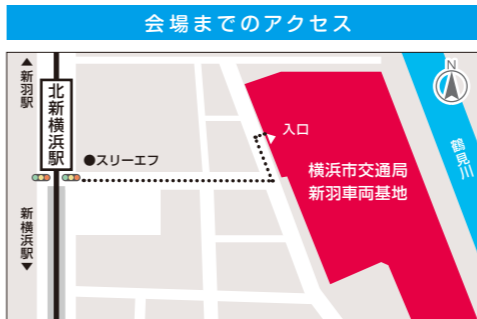 会場までのアクセス
▲新羽駅
北新横浜駅
●スリーエフ
新横浜駅▼
入口
横浜市交通局
新羽車両基地
N
鶴見川